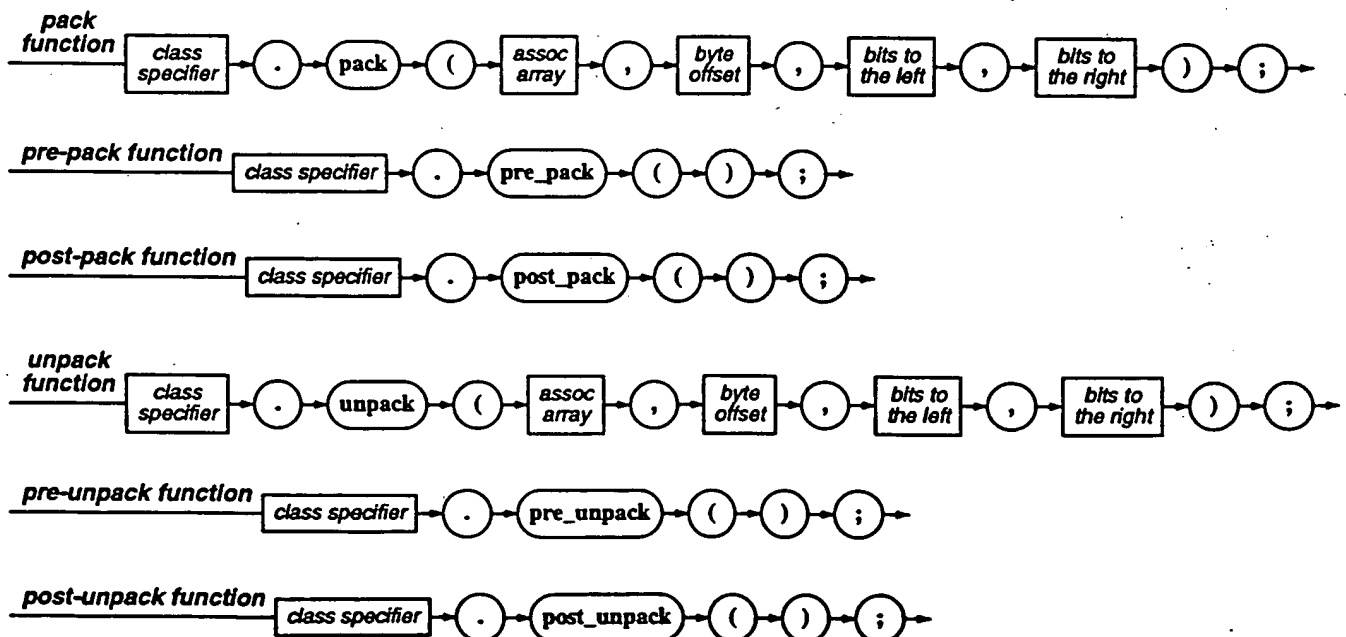 pack function
class specifier . pack ( assoc array , byte offset , bits to the left , bits to the right ) ;
pre-pack function
class specifier . pre_pack ( ) ;
post-pack function
class specifier . post_pack ( ) ;
unpack function
class specifier . unpack ( assoc array , byte offset , bits to the left , bits to the right ) ;
pre-unpack function
class specifier . pre_unpack ( ) ;
post-unpack function
class specifier . post_unpack ( ) ;